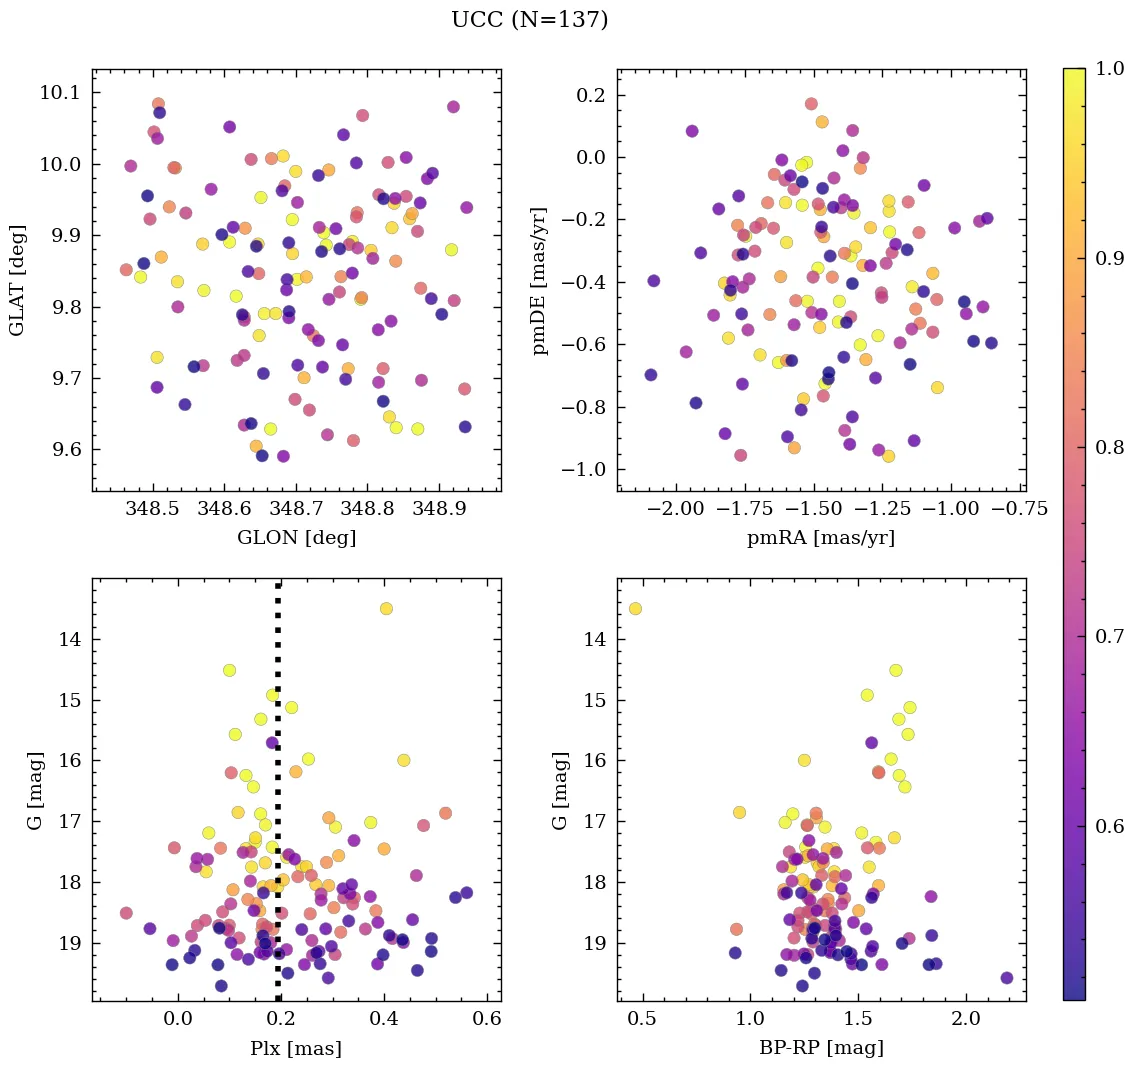 UCC (N=137)
10.1
10.0
9.9
9.8
9.7
9.6
GLAT [deg]
348.5 348.6 348.7 348.8 348.9
GLON [deg]
0.2
0.0
−0.2
−0.4
−0.6
−0.8
−1.0
pmDE [mas/yr]
−2.00 −1.75 −1.50 −1.25 −1.00 −0.75
pmRA [mas/yr]
14
15
16
17
18
19
G [mag]
0.0 0.2 0.4 0.6
Plx [mas]
14
15
16
17
18
19
G [mag]
0.5 1.0 1.5 2.0
BP-RP [mag]
1.0
0.9
0.8
0.7
0.6